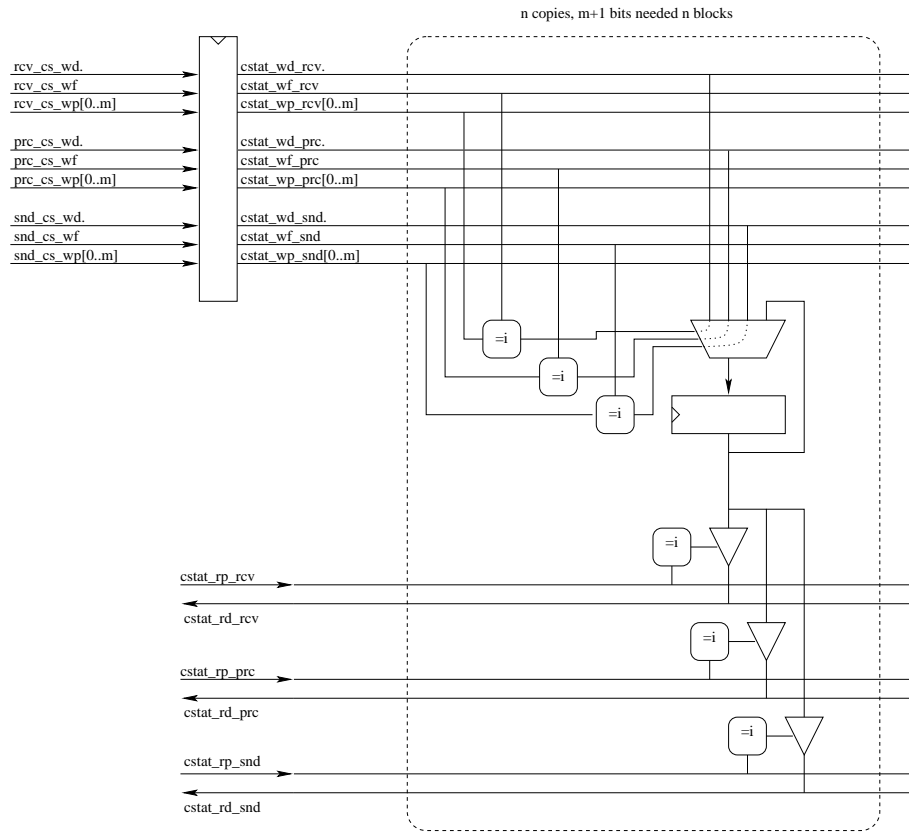 n copies, m+1 bits needed n blocks
rcv_cs_wd.
cstat_wd_rcv.
rcv_cs_wf
cstat_wf_rcv
rcv_cs_wp[0..m]
cstat_wp_rcv[0..m]
prc_cs_wd.
cstat_wd_prc.
prc_cs_wf
cstat_wf_prc
prc_cs_wp[0..m]
cstat_wp_prc[0..m]
snd_cs_wd.
cstat_wd_snd.
snd_cs_wf
cstat_wf_snd
snd_cs_wp[0..m]
cstat_wp_snd[0..m]
=i
=i
=i
=i
cstat_rp_rcv
cstat_rd_rcv
=i
cstat_rp_prc
cstat_rd_prc
=i
cstat_rp_snd
cstat_rd_snd